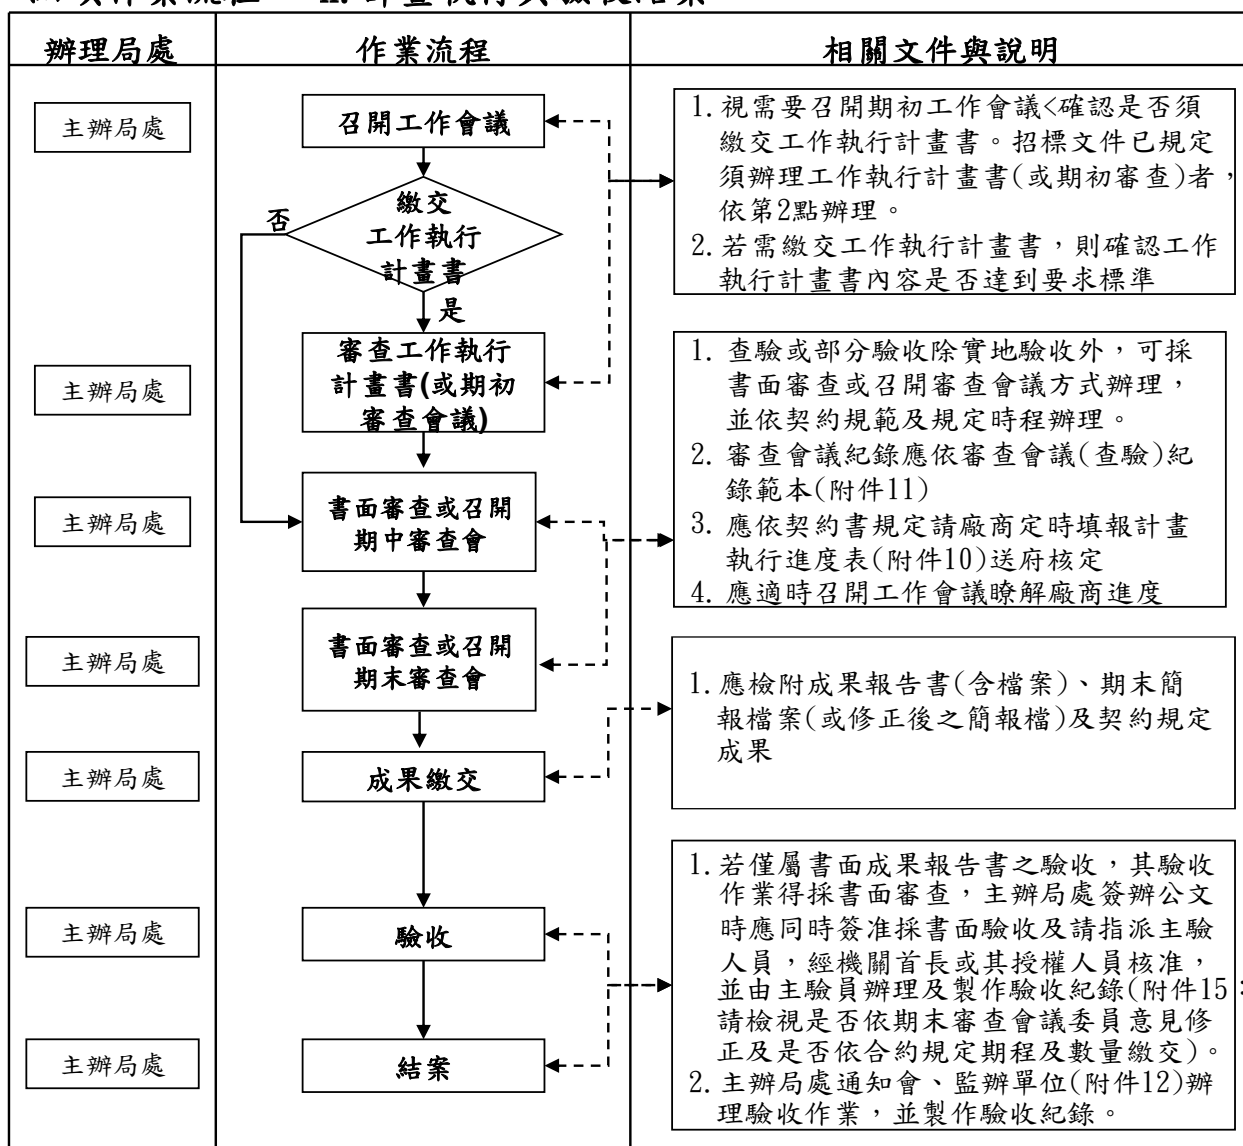 辦理局處
作業流程
相關文件與說明
主辦局處
召開工作會議
1. 視需要召開期初工作會議<確認是否須
繳交工作執行計畫書。招標文件已規定
須辦理工作執行計畫書(或期初審查)者，
依第2點辦理。
2. 若需繳交工作執行計畫書，則確認工作
執行計畫書內容是否達到要求標準
否
繳交
工作執行
計畫書
是
主辦局處
審查工作執行
計畫書(或期初
審查會議)
1. 查驗或部分驗收除實地驗收外，可採
書面審查或召開審查會議方式辦理，
並依契約規範及規定時程辦理。
2. 審查會議紀錄應依審查會議(查驗)紀
錄範本(附件11)
3. 應依契約書規定請廠商定時填報計畫
執行進度表(附件10)送府核定
4. 應適時召開工作會議瞭解廠商進度
主辦局處
書面審查或召開
期中審查會
主辦局處
書面審查或召開
期末審查會
1. 應檢附成果報告書(含檔案)、期末簡
報檔案(或修正後之簡報檔)及契約規定
成果
主辦局處
成果繳交
主辦局處
驗收
1. 若僅屬書面成果報告書之驗收，其驗收
作業得採書面審查，主辦局處簽辦公文
時應同時簽准採書面驗收及請指派主驗
人員，經機關首長或其授權人員核准，
並由主驗員辦理及製作驗收紀錄(附件15：
請檢視是否依期末審查會議委員意見修
正及是否依合約規定期程及數量繳交)。
2. 主辦局處通知會、監辦單位(附件12)辦
理驗收作業，並製作驗收紀錄。
主辦局處
結案